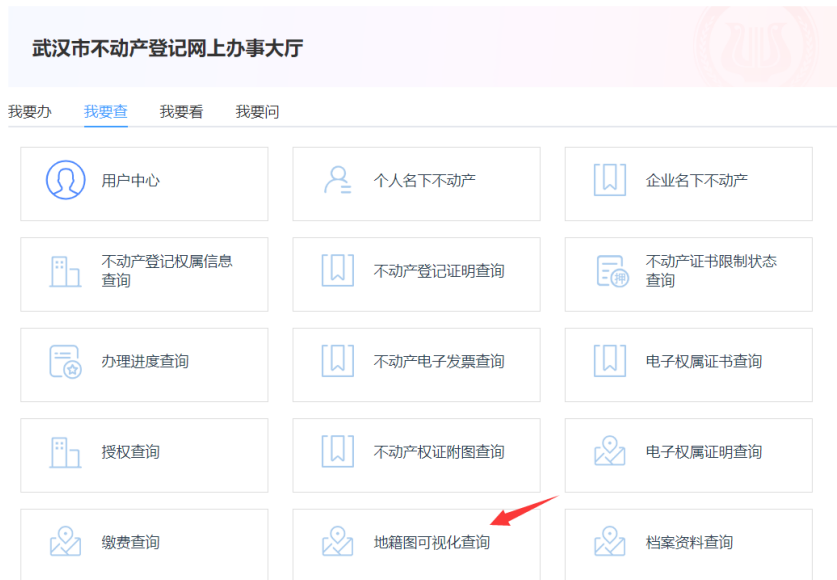 武汉市不动产登记网上办事大厅
我要办 我要查 我要看 我要问
用户中心
个人名下不动产
企业名下不动产
不动产登记权属信息
查询
不动产登记证明查询
不动产证书限制状态
查询
押
办理进度查询
不动产电子发票查询
电子权属证书查询
授权查询
不动产权证附图查询
电子权属证明查询
缴费查询
地籍图可视化查询
档案资料查询